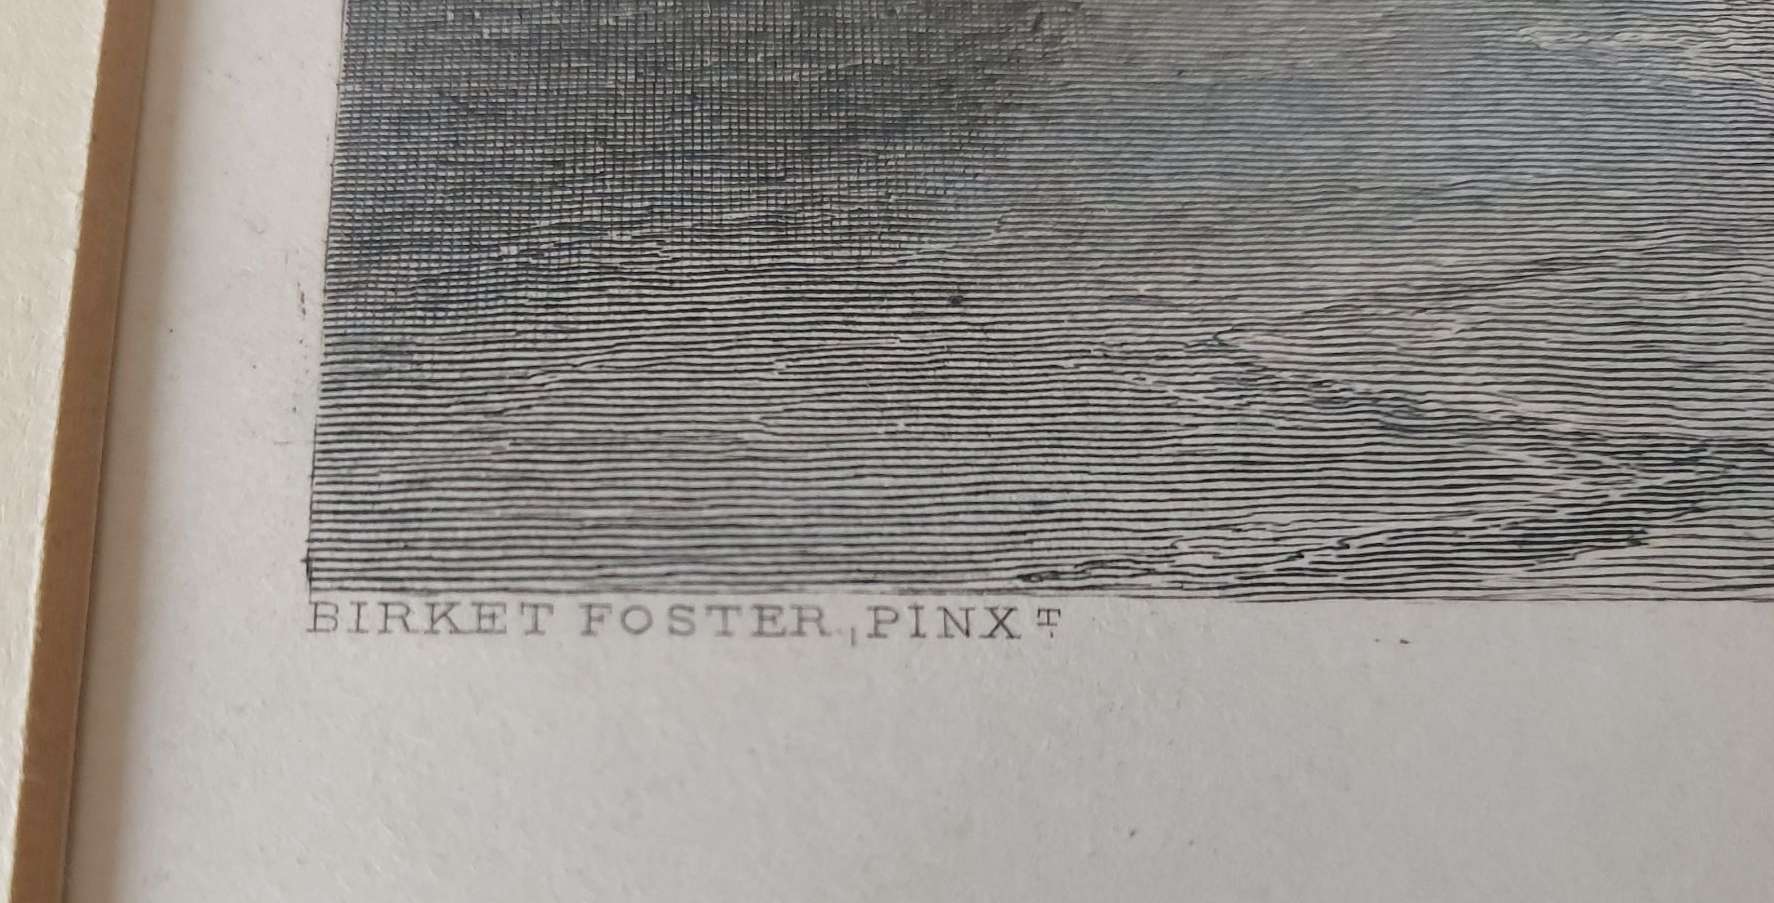 BIRKET FOSTER, PINXT.